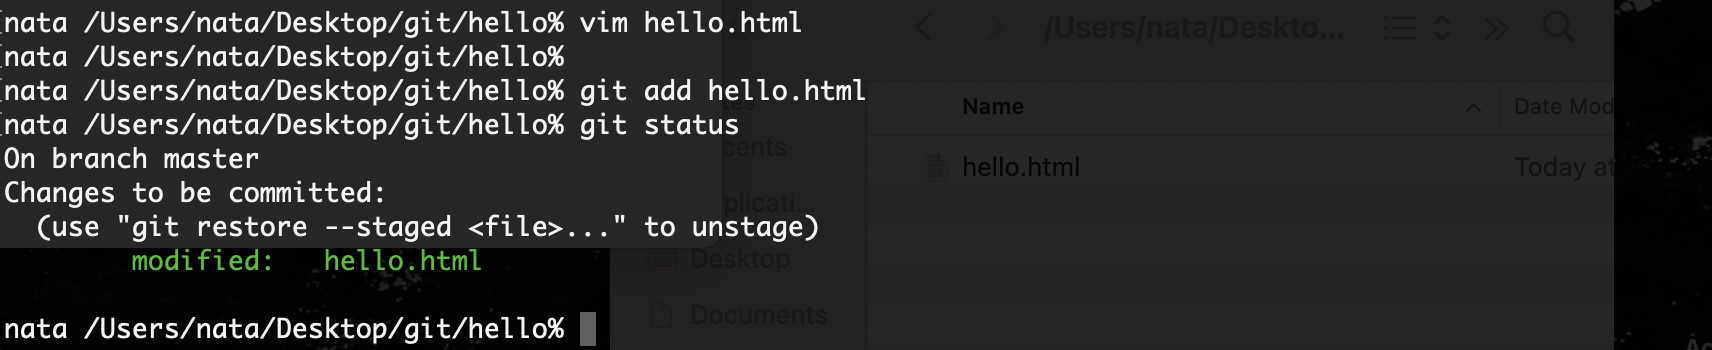 nata /Users/nata/Desktop/git/hello% vim hello.html
nata /Users/nata/Desktop/git/hello%
nata /Users/nata/Desktop/git/hello% git add hello.html
nata /Users/nata/Desktop/git/hello% git status
On branch master
Changes to be committed:
(use "git restore --staged <file>..." to unstage)
modified: hello.html
nata /Users/nata/Desktop/git/hello%
/Users/nata/Deskto...
Name
Date Mod
hello.html
Today at
cents
plicati...
Desktop
Documents